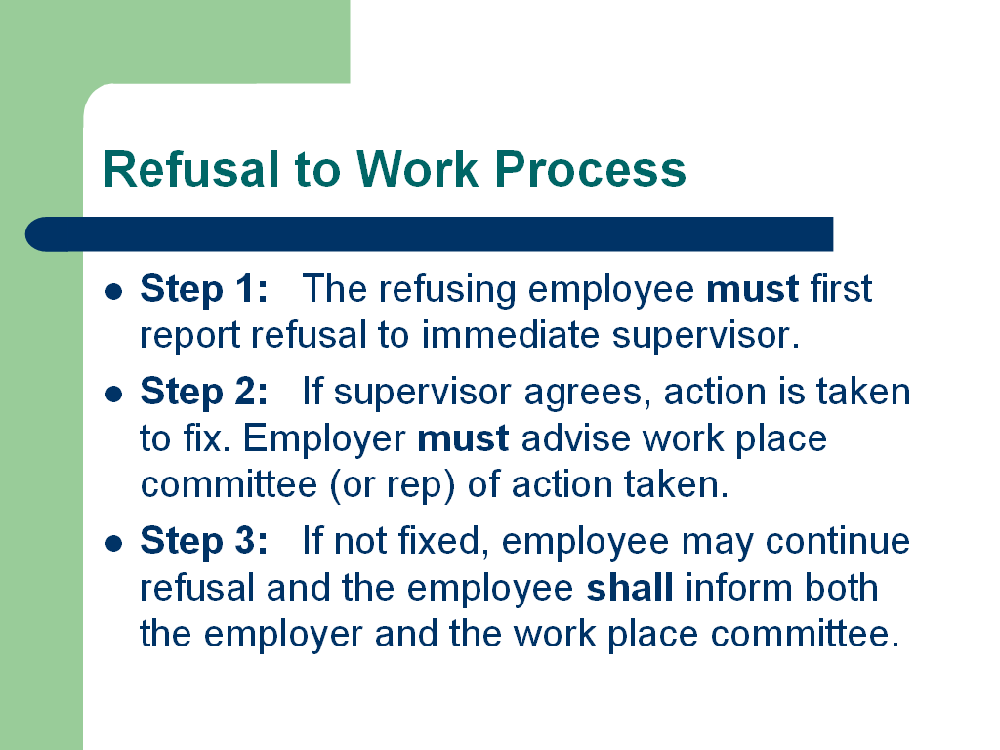 Refusal to Work Process
● Step 1: The refusing employee must first
report refusal to immediate supervisor.
● Step 2: If supervisor agrees, action is taken
to fix. Employer must advise work place
committee (or rep) of action taken.
● Step 3: If not fixed, employee may continue
refusal and the employee shall inform both
the employer and the work place committee.